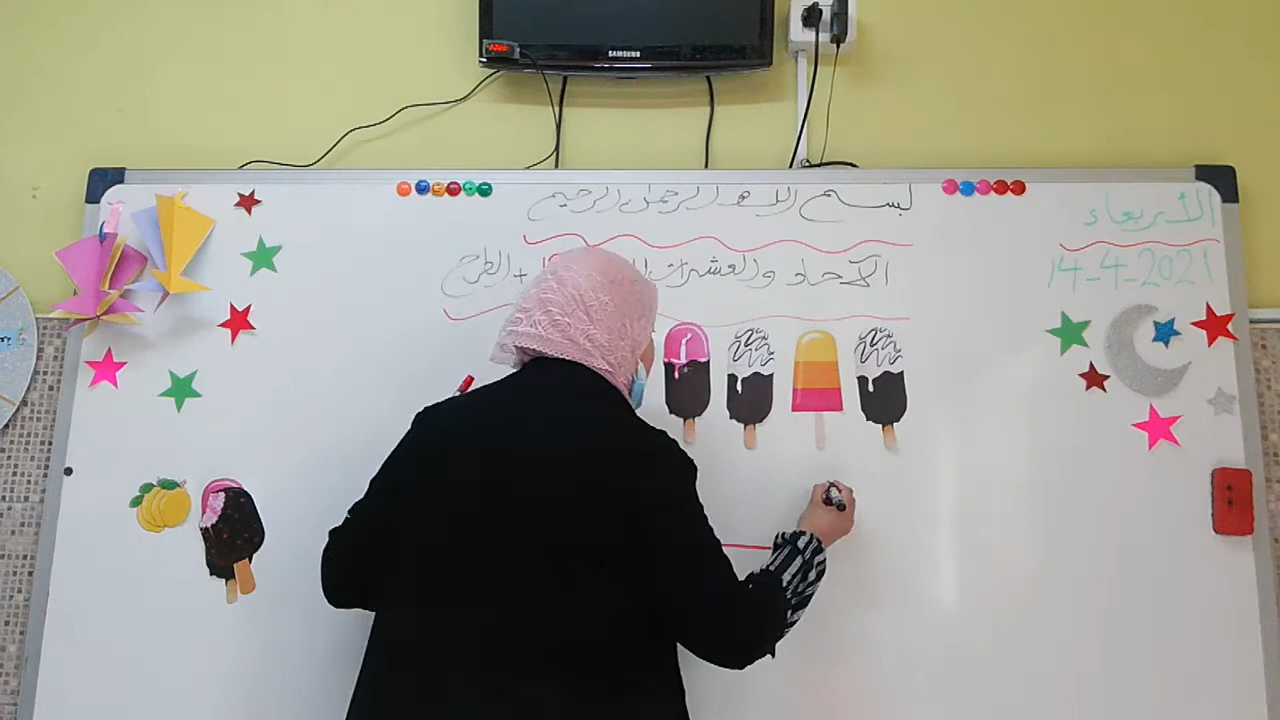 SAMSUNG
بسم الله الرحمن الرحيم
الأربعاء
14-4-2021
الآحاد والعشرات
+ الطرح